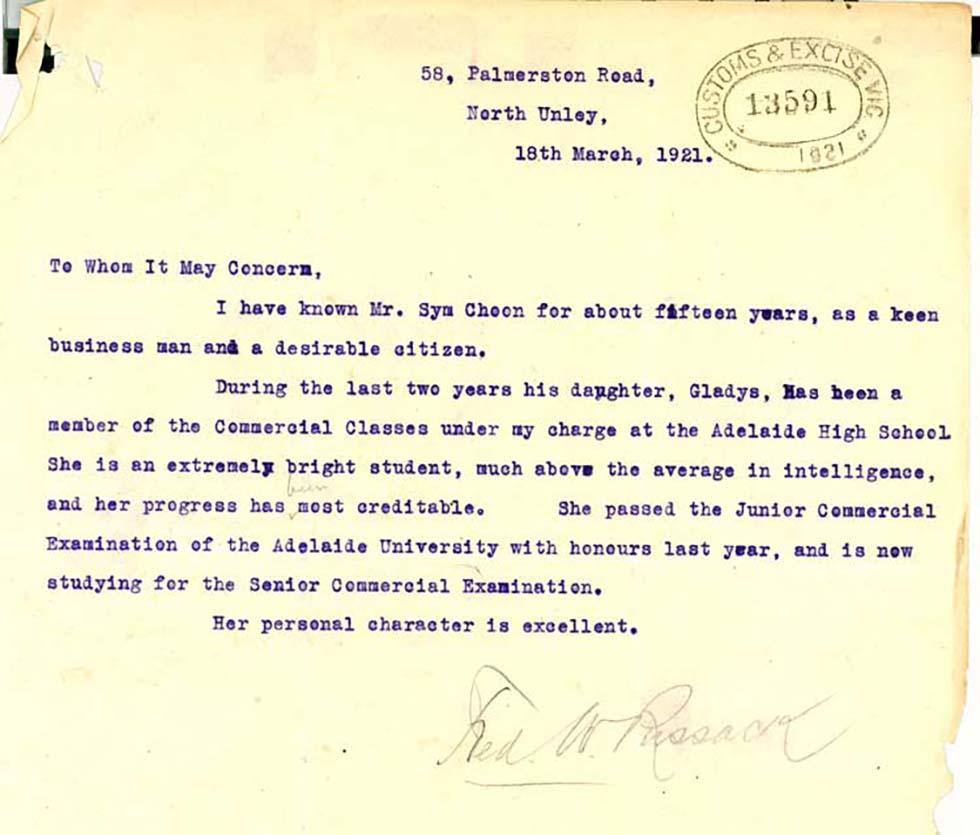 58, Palmerston Road,
North Unley,
18th March, 1921.
CUSTOMS & EXCISE VIC
13591
1921
To Whom It May Concern,
I have known Mr. Sym Choon for about fifteen years, as a keen
business man and a desirable citizen.
During the last two years his daughter, Gladys, Has been a
member of the Commercial Classes under my charge at the Adelaide High School
She is an extremely bright student, much above the average in intelligence,
been
and her progress has most creditable. She passed the Junior Commercial
Examination of the Adelaide University with honours last year, and is now
studying for the Senior Commercial Examination.
Her personal character is excellent.
Fred. W. Russack